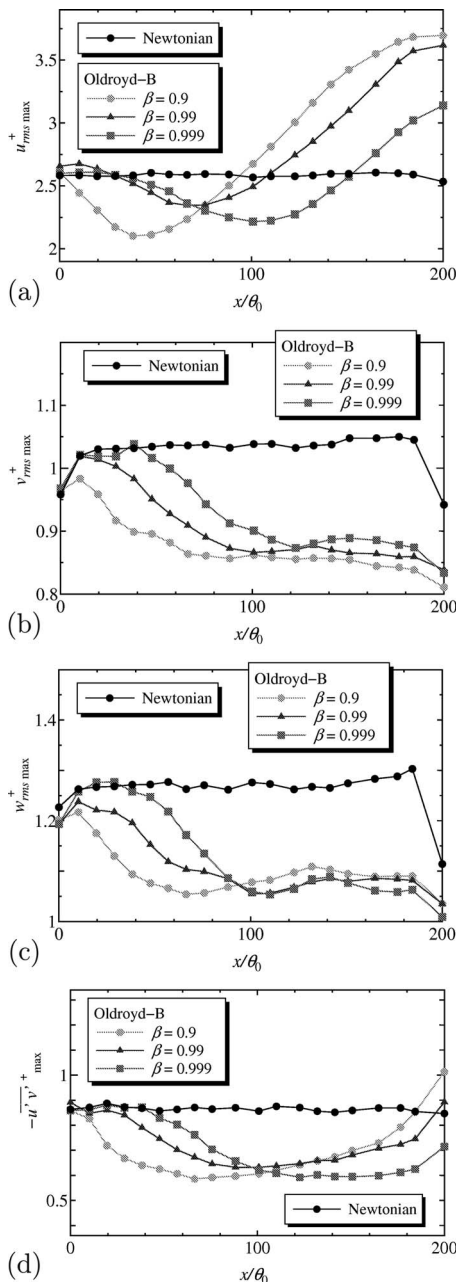 (a)
u⁺rms max
Newtonian
Oldroyd-B
β = 0.9
β = 0.99
β = 0.999
3.5
3
2.5
2
0
100
200
x/θ₀
(b)
v⁺rms max
Newtonian
Oldroyd-B
β = 0.9
β = 0.99
β = 0.999
1.1
1
0.9
0.8
0
100
200
x/θ₀
(c)
w⁺rms max
Newtonian
Oldroyd-B
β = 0.9
β = 0.99
β = 0.999
1.4
1.2
1
0
100
200
x/θ₀
(d)
-u' v'⁺max
Oldroyd-B
β = 0.9
β = 0.99
β = 0.999
Newtonian
1
0.5
0
100
200
x/θ₀